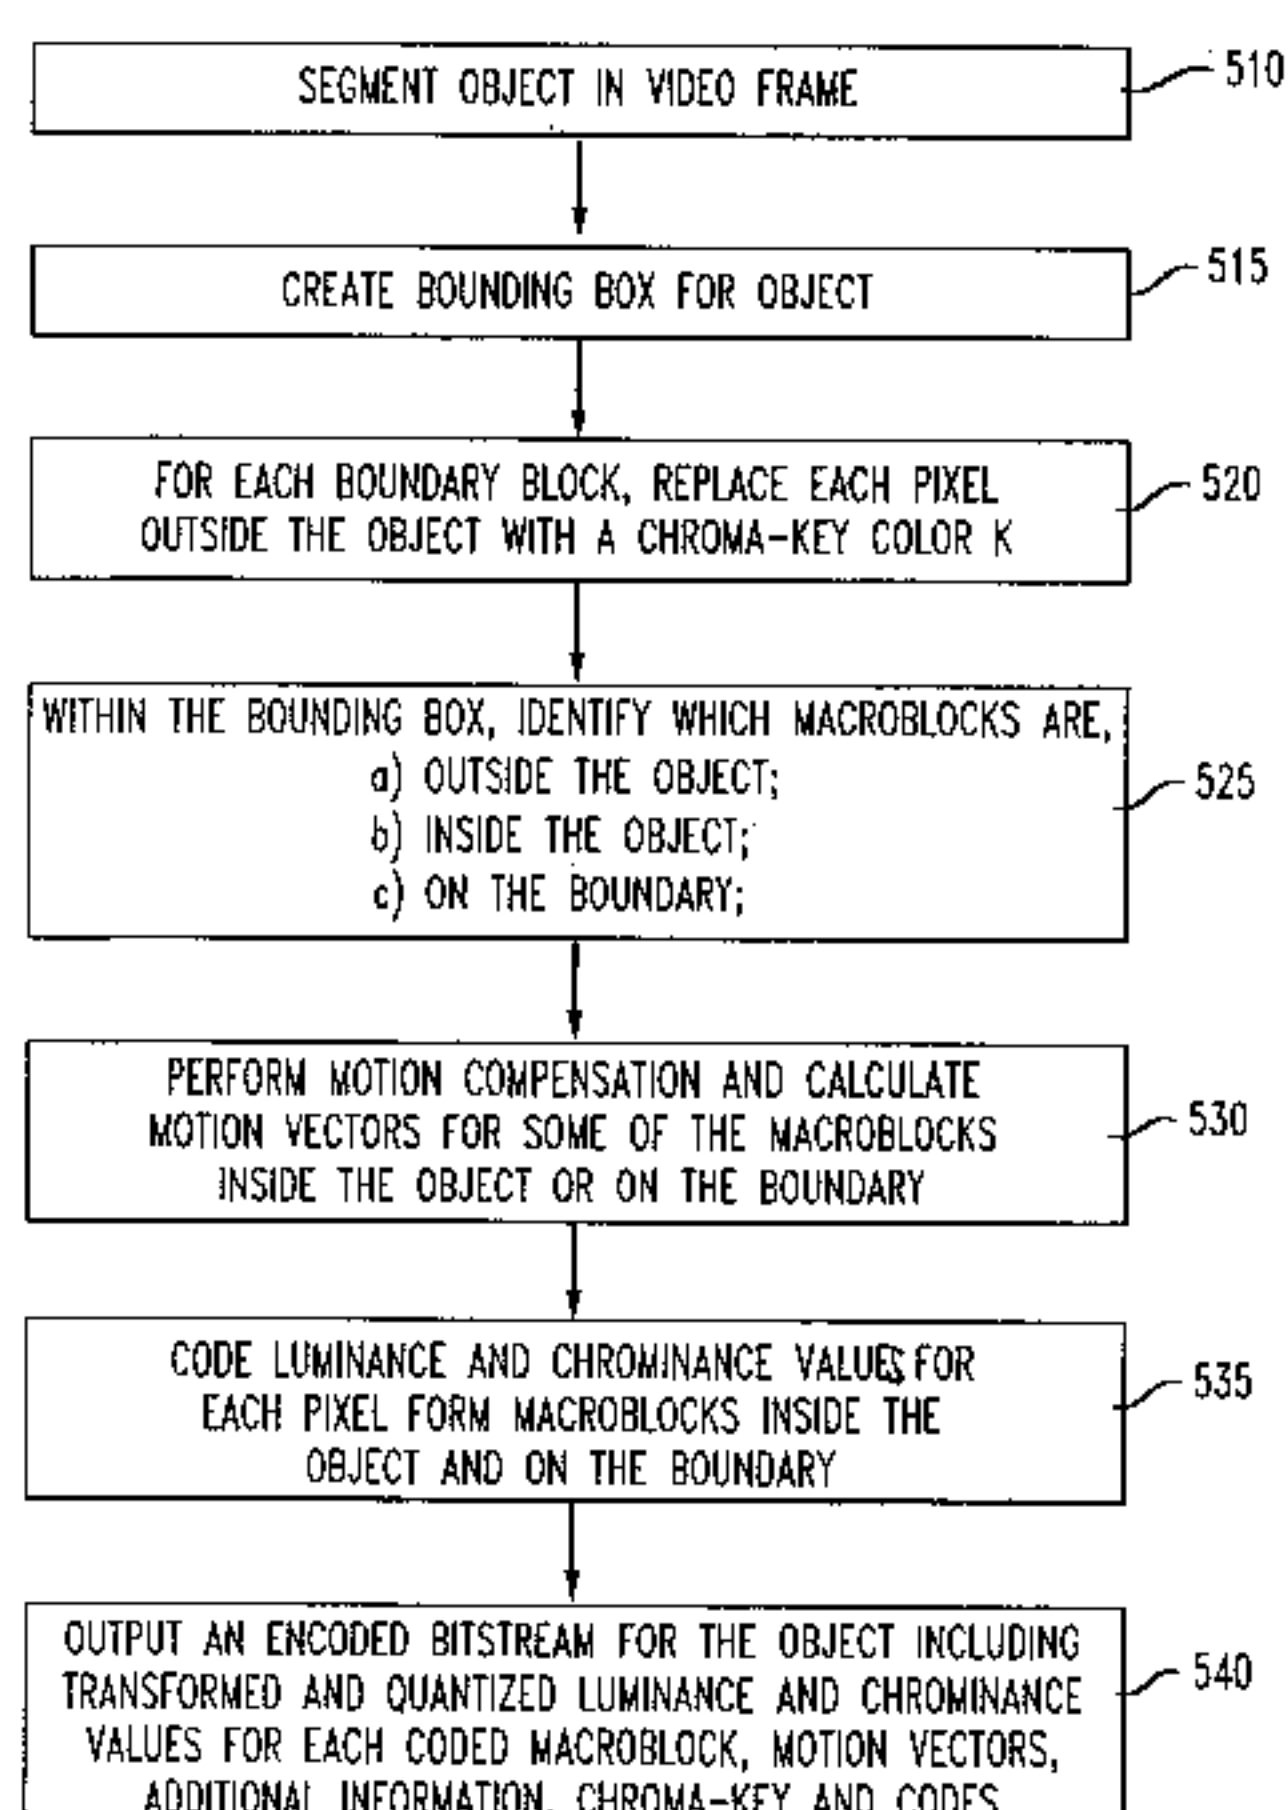 SEGMENT OBJECT IN VIDEO FRAME
510
CREATE BOUNDING BOX FOR OBJECT
515
FOR EACH BOUNDARY BLOCK, REPLACE EACH PIXEL
OUTSIDE THE OBJECT WITH A CHROMA-KEY COLOR K
520
WITHIN THE BOUNDING BOX, IDENTIFY WHICH MACROBLOCKS ARE,
a) OUTSIDE THE OBJECT;
b) INSIDE THE OBJECT;
c) ON THE BOUNDARY;
525
PERFORM MOTION COMPENSATION AND CALCULATE
MOTION VECTORS FOR SOME OF THE MACROBLOCKS
INSIDE THE OBJECT OR ON THE BOUNDARY
530
CODE LUMINANCE AND CHROMINANCE VALUES FOR
EACH PIXEL FORM MACROBLOCKS INSIDE THE
OBJECT AND ON THE BOUNDARY
535
OUTPUT AN ENCODED BITSTREAM FOR THE OBJECT INCLUDING
TRANSFORMED AND QUANTIZED LUMINANCE AND CHROMINANCE
VALUES FOR EACH CODED MACROBLOCK, MOTION VECTORS,
ADDITIONAL INFORMATION, CHROMA-KEY AND CODES
540